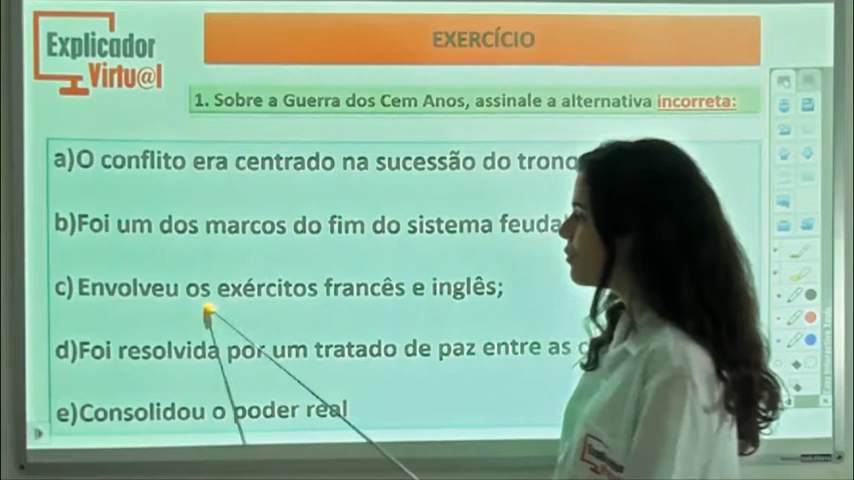 Explicador
Virtu@l
EXERCÍCIO
1. Sobre a Guerra dos Cem Anos, assinale a alternativa incorreta:
a)O conflito era centrado na sucessão do trono
b)Foi um dos marcos do fim do sistema
c) Envolveu os exércitos francês e inglês;
d)Foi resolvida por um tratado de paz entre as
e)Consolidou o poder real